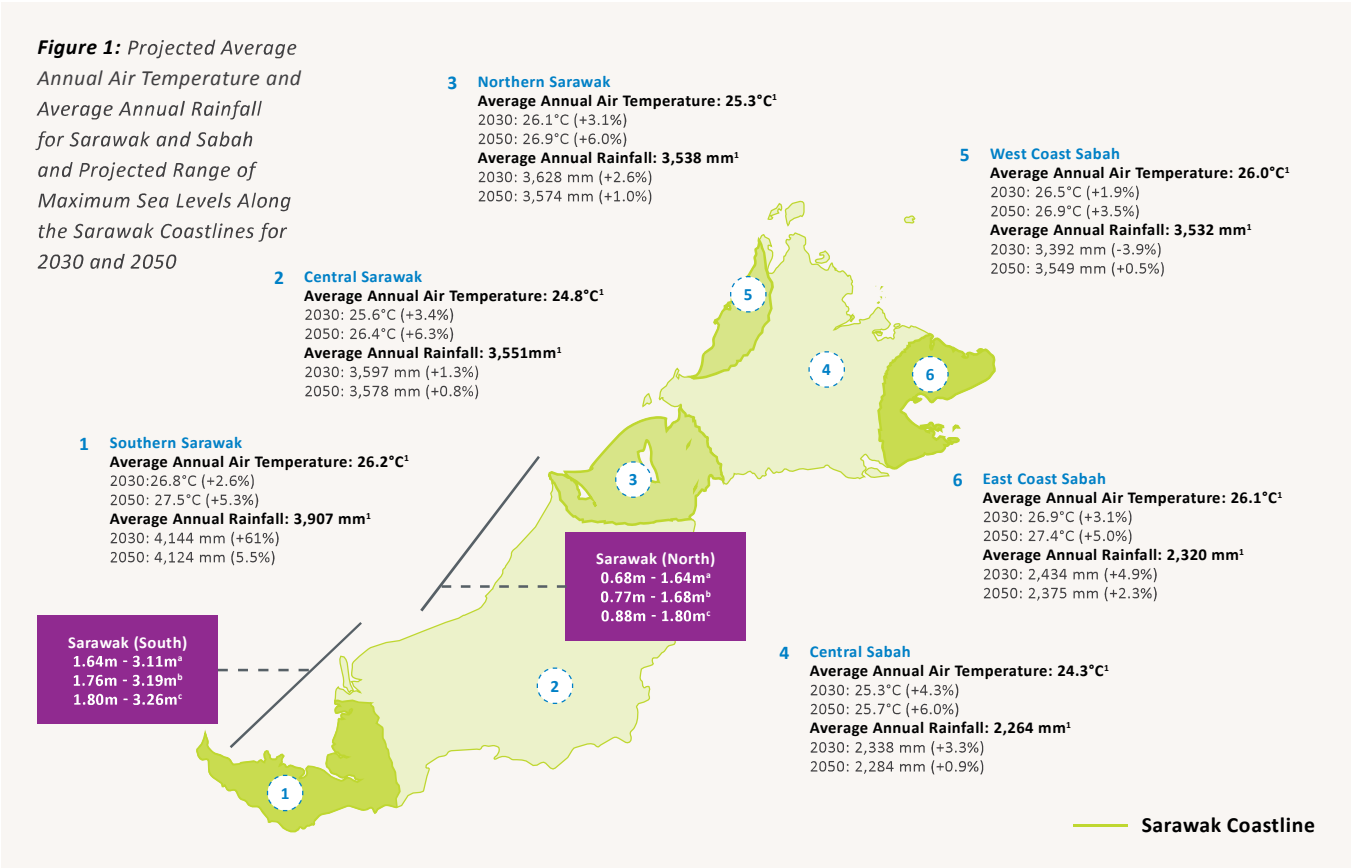 Figure 1: Projected Average
Annual Air Temperature and
Average Annual Rainfall
for Sarawak and Sabah
and Projected Range of
Maximum Sea Levels Along
the Sarawak Coastlines for
2030 and 2050
3 Northern Sarawak
Average Annual Air Temperature: 25.3°C¹
2030: 26.1°C (+3.1%)
2050: 26.9°C (+6.0%)
Average Annual Rainfall: 3,538 mm¹
2030: 3,628 mm (+2.6%)
2050: 3,574 mm (+1.0%)
5 West Coast Sabah
Average Annual Air Temperature: 26.0°C¹
2030: 26.5°C (+1.9%)
2050: 26.9°C (+3.5%)
Average Annual Rainfall: 3,532 mm¹
2030: 3,392 mm (-3.9%)
2050: 3,549 mm (+0.5%)
2 Central Sarawak
Average Annual Air Temperature: 24.8°C¹
2030: 25.6°C (+3.4%)
2050: 26.4°C (+6.3%)
Average Annual Rainfall: 3,551mm¹
2030: 3,597 mm (+1.3%)
2050: 3,578 mm (+0.8%)
5
4
6
1 Southern Sarawak
Average Annual Air Temperature: 26.2°C¹
2030:26.8°C (+2.6%)
2050: 27.5°C (+5.3%)
Average Annual Rainfall: 3,907 mm¹
2030: 4,144 mm (+61%)
2050: 4,124 mm (5.5%)
3
6 East Coast Sabah
Average Annual Air Temperature: 26.1°C¹
2030: 26.9°C (+3.1%)
2050: 27.4°C (+5.0%)
Average Annual Rainfall: 2,320 mm¹
2030: 2,434 mm (+4.9%)
2050: 2,375 mm (+2.3%)
Sarawak (North)
0.68m - 1.64mᵃ
0.77m - 1.68mᵇ
0.88m - 1.80mᶜ
Sarawak (South)
1.64m - 3.11mᵃ
1.76m - 3.19mᵇ
1.80m - 3.26mᶜ
2
4 Central Sabah
Average Annual Air Temperature: 24.3°C¹
2030: 25.3°C (+4.3%)
2050: 25.7°C (+6.0%)
Average Annual Rainfall: 2,264 mm¹
2030: 2,338 mm (+3.3%)
2050: 2,284 mm (+0.9%)
1
Sarawak Coastline